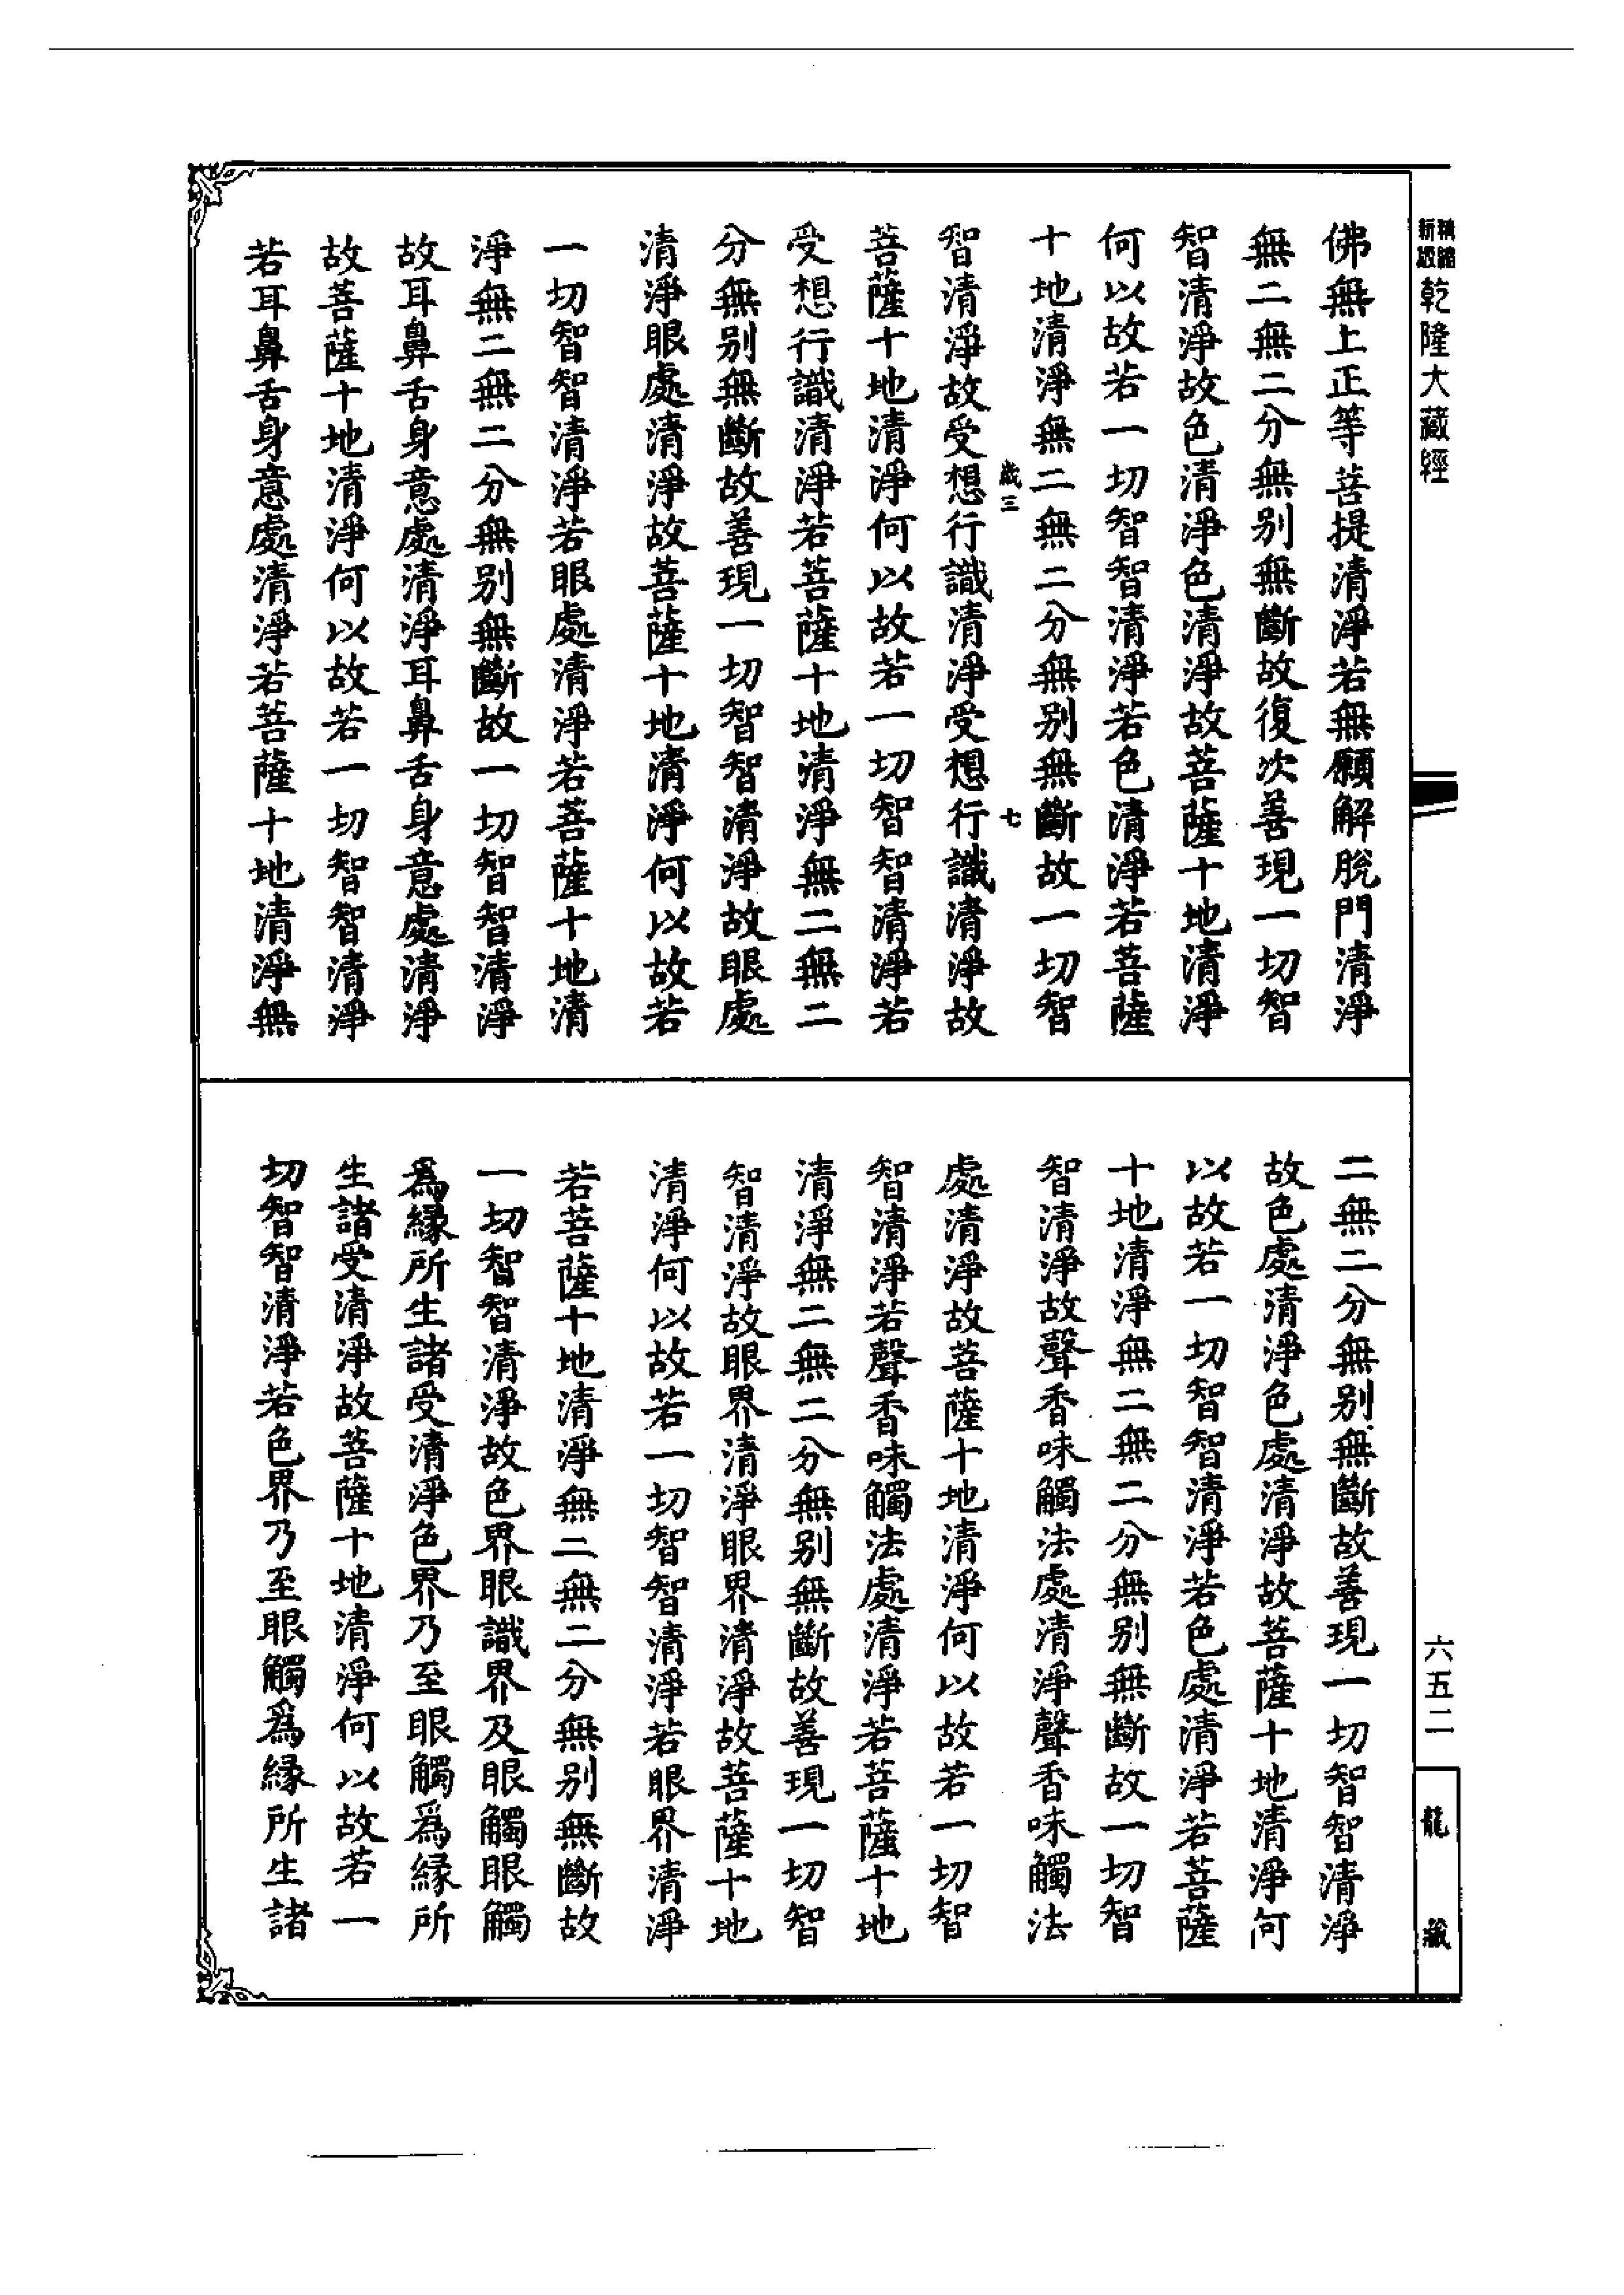 精縮新版乾隆大藏經
佛無上正等菩提清淨若無願解脫門清淨
無二無二分無別無斷故復次善現一切智
智清淨故色清淨色清淨故菩薩十地清淨
何以故若一切智智清淨若色清淨若菩薩
十地清淨無二無二分無別無斷故一切智
歲三 七
智清淨故受想行識清淨受想行識清淨故
菩薩十地清淨何以故若一切智智清淨若
受想行識清淨若菩薩十地清淨無二無二
分無別無斷故善現一切智智清淨故眼處
清淨眼處清淨故菩薩十地清淨何以故若
一切智智清淨若眼處清淨若菩薩十地清
淨無二無二分無別無斷故一切智智清淨
故耳鼻舌身意處清淨耳鼻舌身意處清淨
故菩薩十地清淨何以故若一切智智清淨
若耳鼻舌身意處清淨若菩薩十地清淨無
二無二分無別無斷故善現一切智智清淨
故色處清淨色處清淨故菩薩十地清淨何
以故若一切智智清淨若色處清淨若菩薩
十地清淨無二無二分無別無斷故一切智
智清淨故聲香味觸法處清淨聲香味觸法
處清淨故菩薩十地清淨何以故若一切智
智清淨若聲香味觸法處清淨若菩薩十地
清淨無二無二分無別無斷故善現一切智
智清淨故眼界清淨眼界清淨故菩薩十地
清淨何以故若一切智智清淨若眼界清淨
若菩薩十地清淨無二無二分無別無斷故
一切智智清淨故色界眼識界及眼觸眼觸
為緣所生諸受清淨色界乃至眼觸為緣所
生諸受清淨故菩薩十地清淨何以故若一
切智智清淨若色界乃至眼觸為緣所生諸
六五二
龍藏